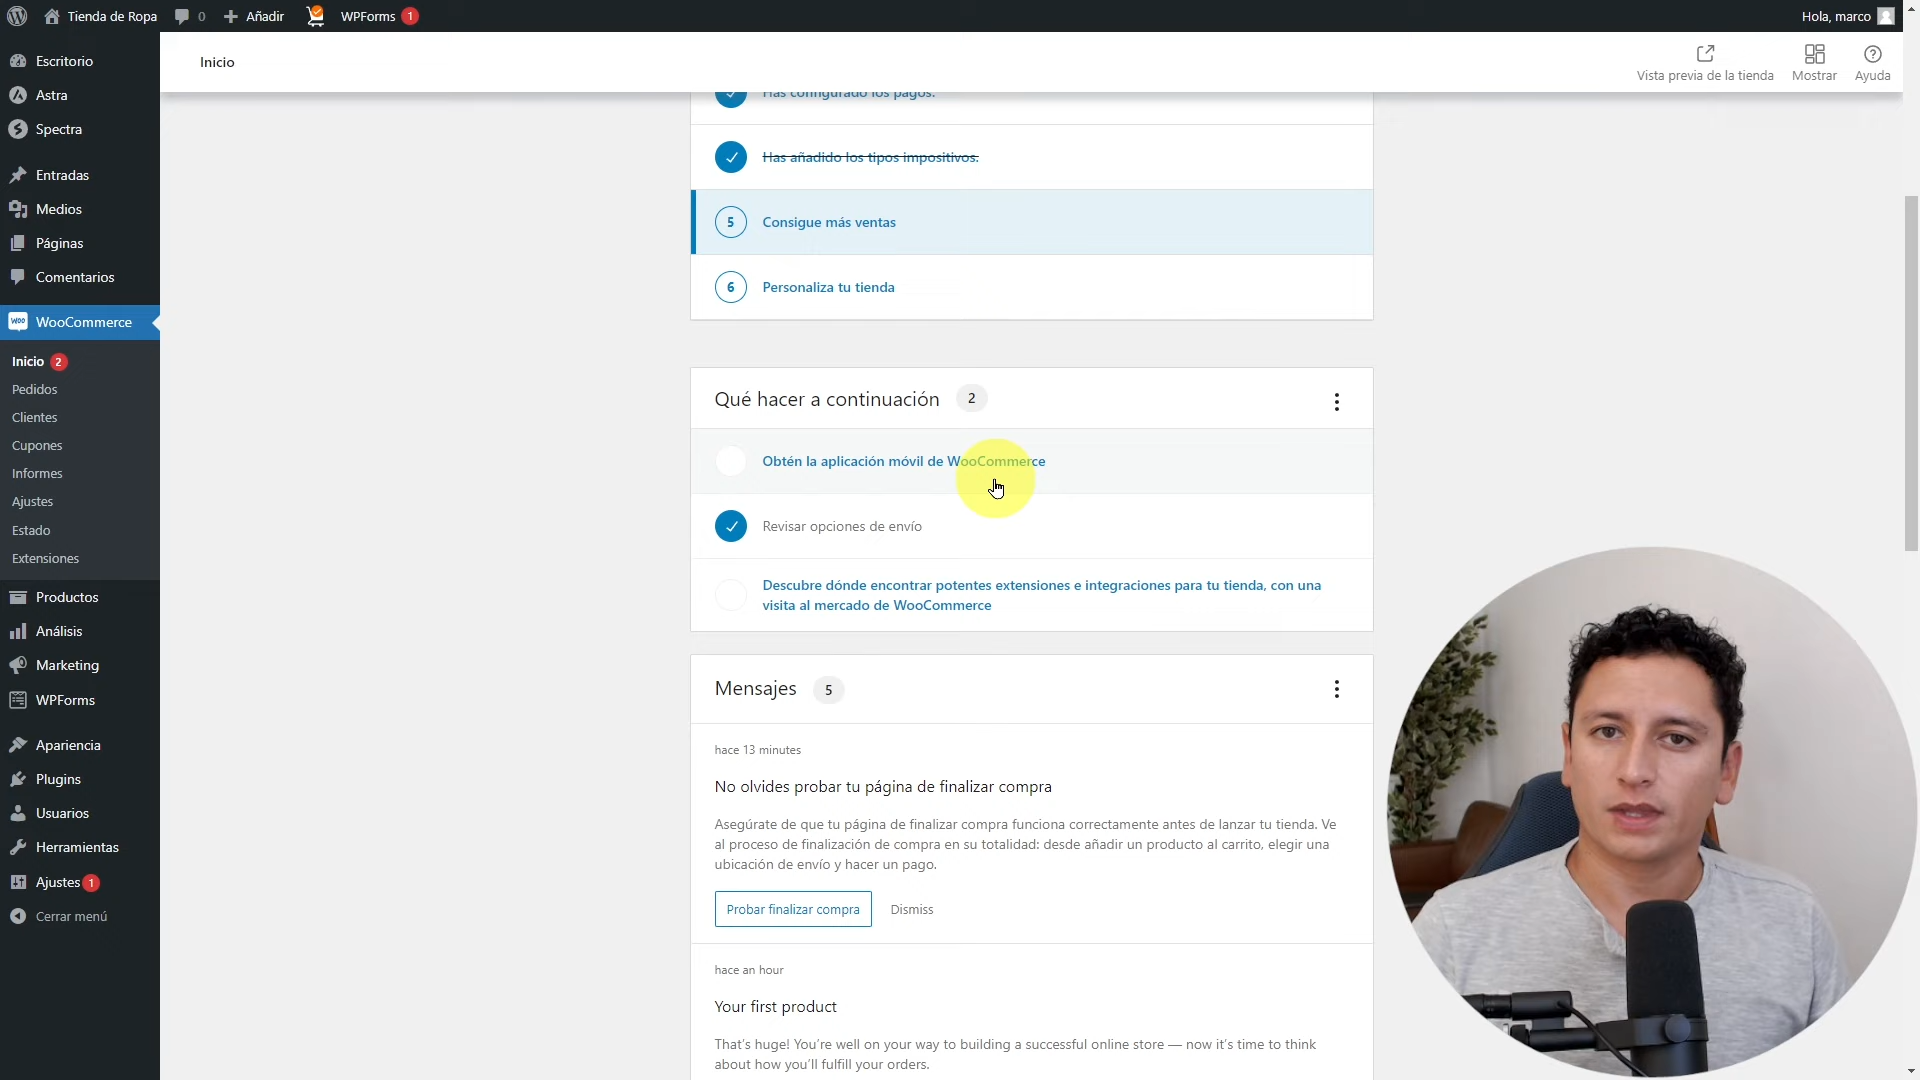 Tienda de Ropa
0
Añadir
WPForms 1
Hola, marco
Escritorio
Astra
Spectra
Entradas
Medios
Páginas
Comentarios
WooCommerce
Inicio 2
Pedidos
Clientes
Cupones
Informes
Ajustes
Estado
Extensiones
Productos
Análisis
Marketing
WPForms
Apariencia
Plugins
Usuarios
Herramientas
Ajustes 1
Cerrar menú
Inicio
Vista previa de la tienda
Mostrar
Ayuda
Has configurado los pagos.
Has añadido los tipos impositivos.
5 Consigue más ventas
6 Personaliza tu tienda
Qué hacer a continuación 2
Obtén la aplicación móvil de WooCommerce
Revisar opciones de envío
Descubre dónde encontrar potentes extensiones e integraciones para tu tienda, con una
visita al mercado de WooCommerce
Mensajes 5
hace 13 minutes
No olvides probar tu página de finalizar compra
Asegúrate de que tu página de finalizar compra funciona correctamente antes de lanzar tu tienda. Ve
al proceso de finalización de compra en su totalidad: desde añadir un producto al carrito, elegir una
ubicación de envío y hacer un pago.
Probar finalizar compra
Dismiss
hace an hour
Your first product
That's huge! You're well on your way to building a successful online store — now it's time to think
about how you'll fulfill your orders.